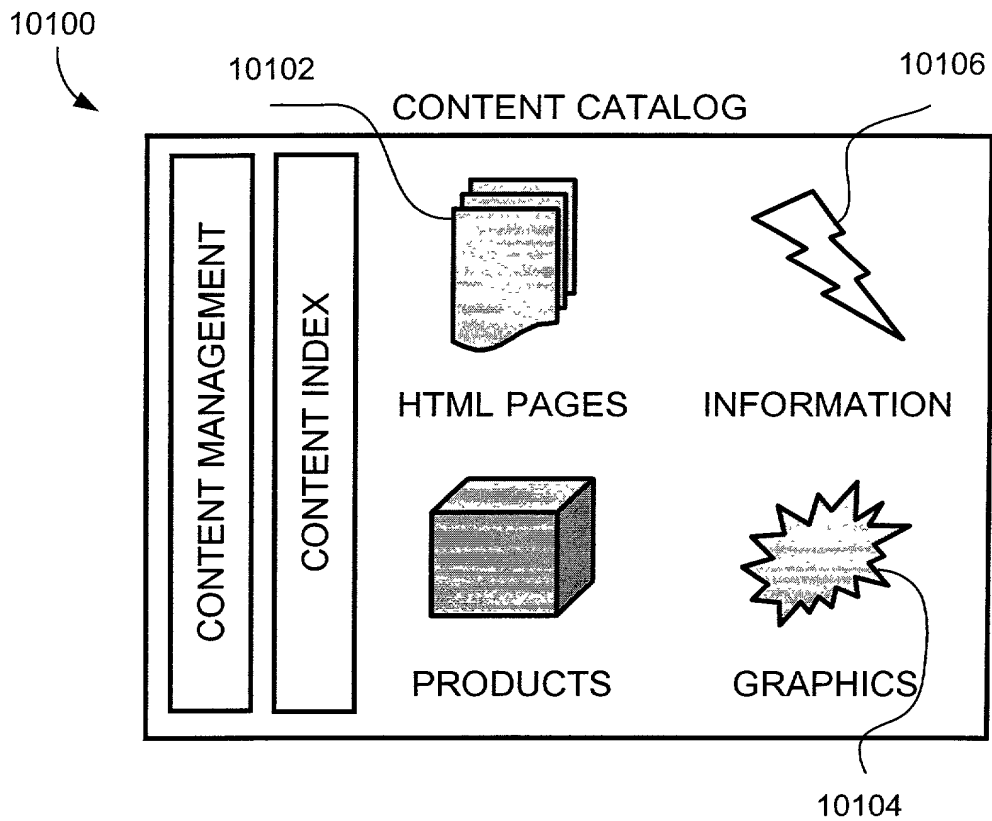 10100
10102
10106
CONTENT CATALOG
CONTENT MANAGEMENT
CONTENT INDEX
HTML PAGES
INFORMATION
PRODUCTS
GRAPHICS
10104